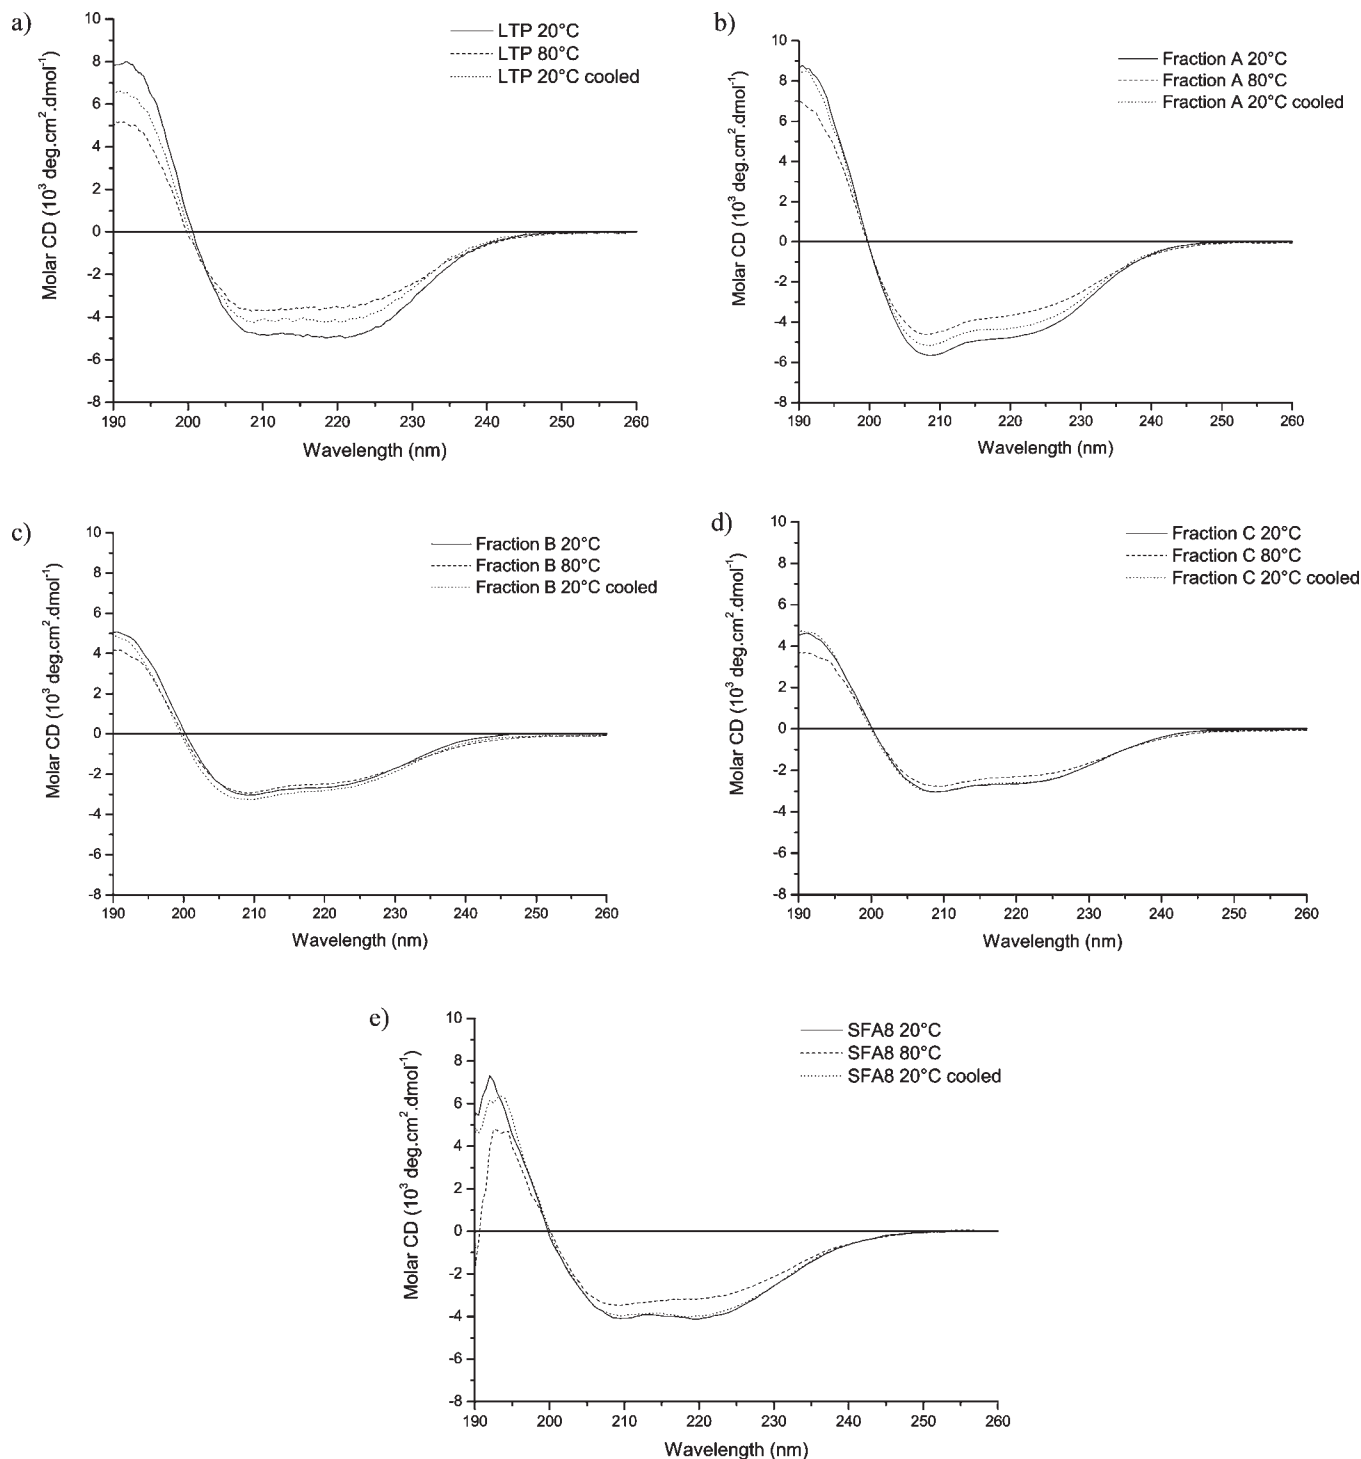 a)
LTP 20°C
LTP 80°C
LTP 20°C cooled
Molar CD (10³ deg.cm².dmol⁻¹)
10
8
6
4
2
0
-2
-4
-6
-8
190 200 210 220 230 240 250 260
Wavelength (nm)
b)
Fraction A 20°C
Fraction A 80°C
Fraction A 20°C cooled
Molar CD (10³ deg.cm².dmol⁻¹)
10
8
6
4
2
0
-2
-4
-6
-8
190 200 210 220 230 240 250 260
Wavelength (nm)
c)
Fraction B 20°C
Fraction B 80°C
Fraction B 20°C cooled
Molar CD (10³ deg.cm².dmol⁻¹)
10
8
6
4
2
0
-2
-4
-6
-8
190 200 210 220 230 240 250 260
Wavelength (nm)
d)
Fraction C 20°C
Fraction C 80°C
Fraction C 20°C cooled
Molar CD (10³ deg.cm².dmol⁻¹)
10
8
6
4
2
0
-2
-4
-6
-8
190 200 210 220 230 240 250 260
Wavelength (nm)
e)
SFA8 20°C
SFA8 80°C
SFA8 20°C cooled
Molar CD (10³ deg.cm².dmol⁻¹)
10
8
6
4
2
0
-2
-4
-6
-8
190 200 210 220 230 240 250 260
Wavelength (nm)